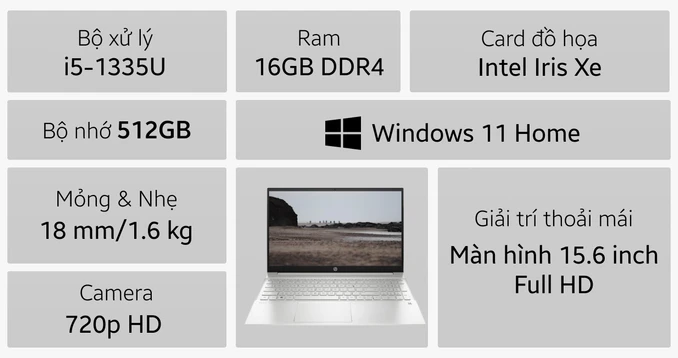 Bộ xử lý
i5-1335U
Ram
16GB DDR4
Card đồ họa
Intel Iris Xe
Bộ nhớ 512GB
Windows 11 Home
Mỏng & Nhẹ
18 mm/1.6 kg
Giải trí thoải mái
Màn hình 15.6 inch
Full HD
Camera
720p HD